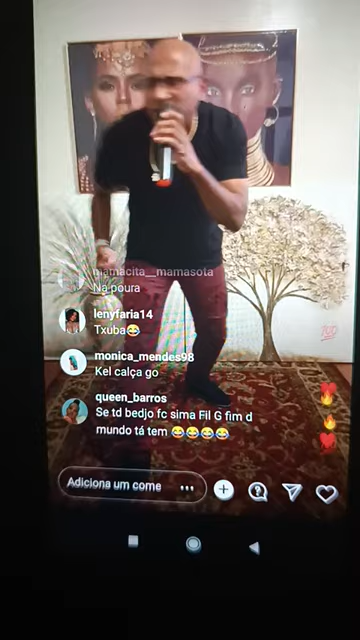 mamacita__mamasota
Na poura
lenyfaria14
Txuba😂
monica_mendes98
Kel calça go
queen_barros
Se td bedjo fc sima Fil G fim d
mundo tá tem 😂😂😂😂
Adiciona um come